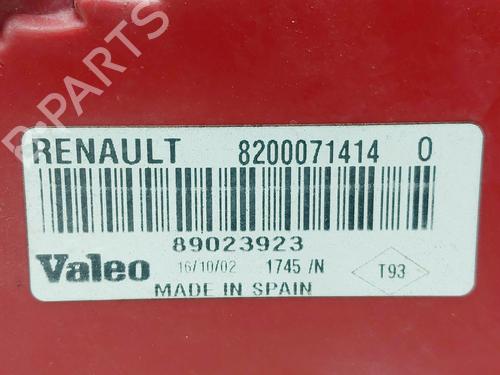 B-PARTS
RENAULT 8200071414 0
89023923
Valeo 16/10/02 1745 /N T93
MADE IN SPAIN